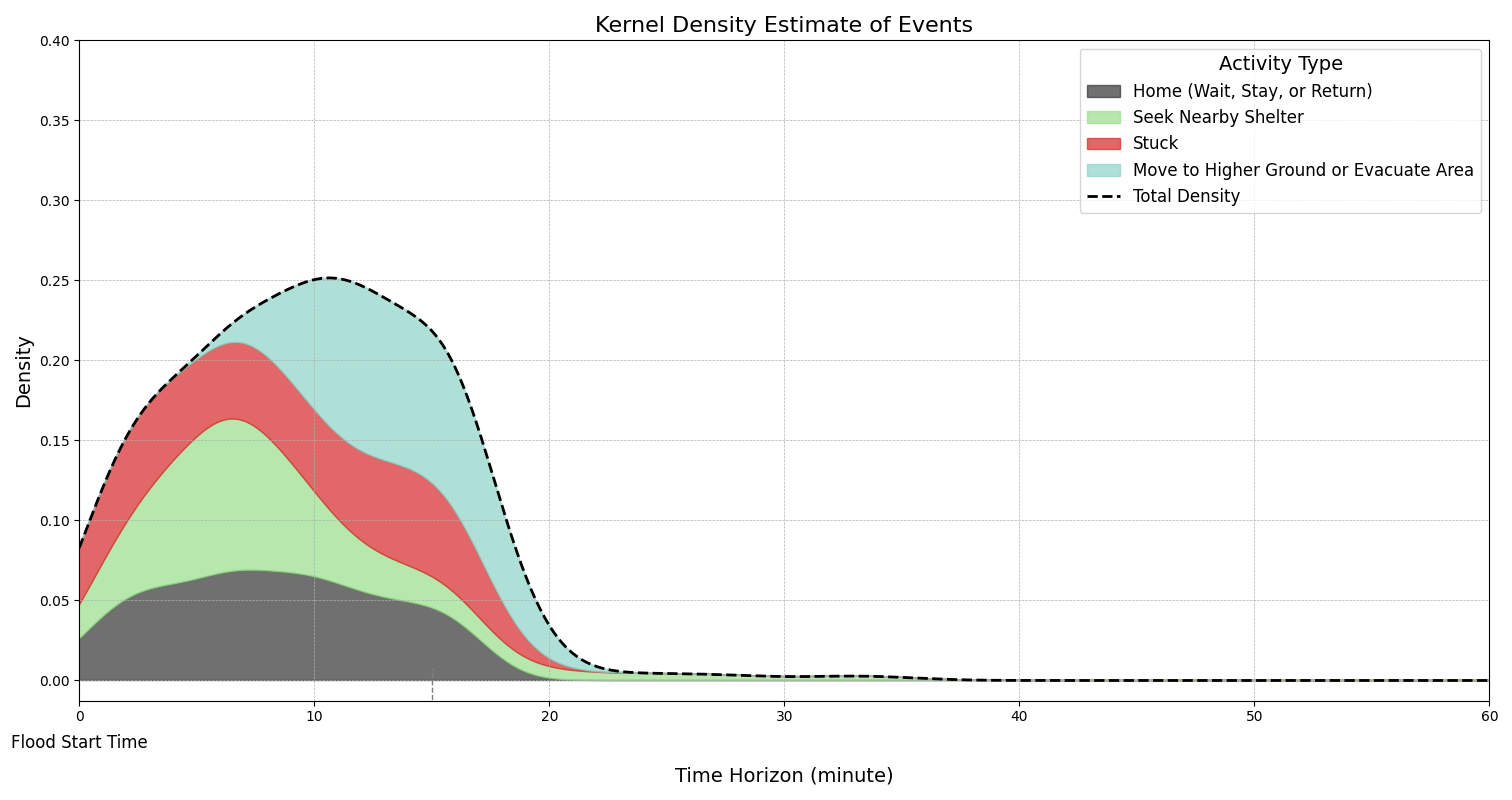 Kernel Density Estimate of Events
0.40
0.35
0.30
0.25
0.20
0.15
0.10
0.05
0.00
Density
Activity Type
Home (Wait, Stay, or Return)
Seek Nearby Shelter
Stuck
Move to Higher Ground or Evacuate Area
Total Density
0 10 20 30 40 50 60
Flood Start Time
Time Horizon (minute)